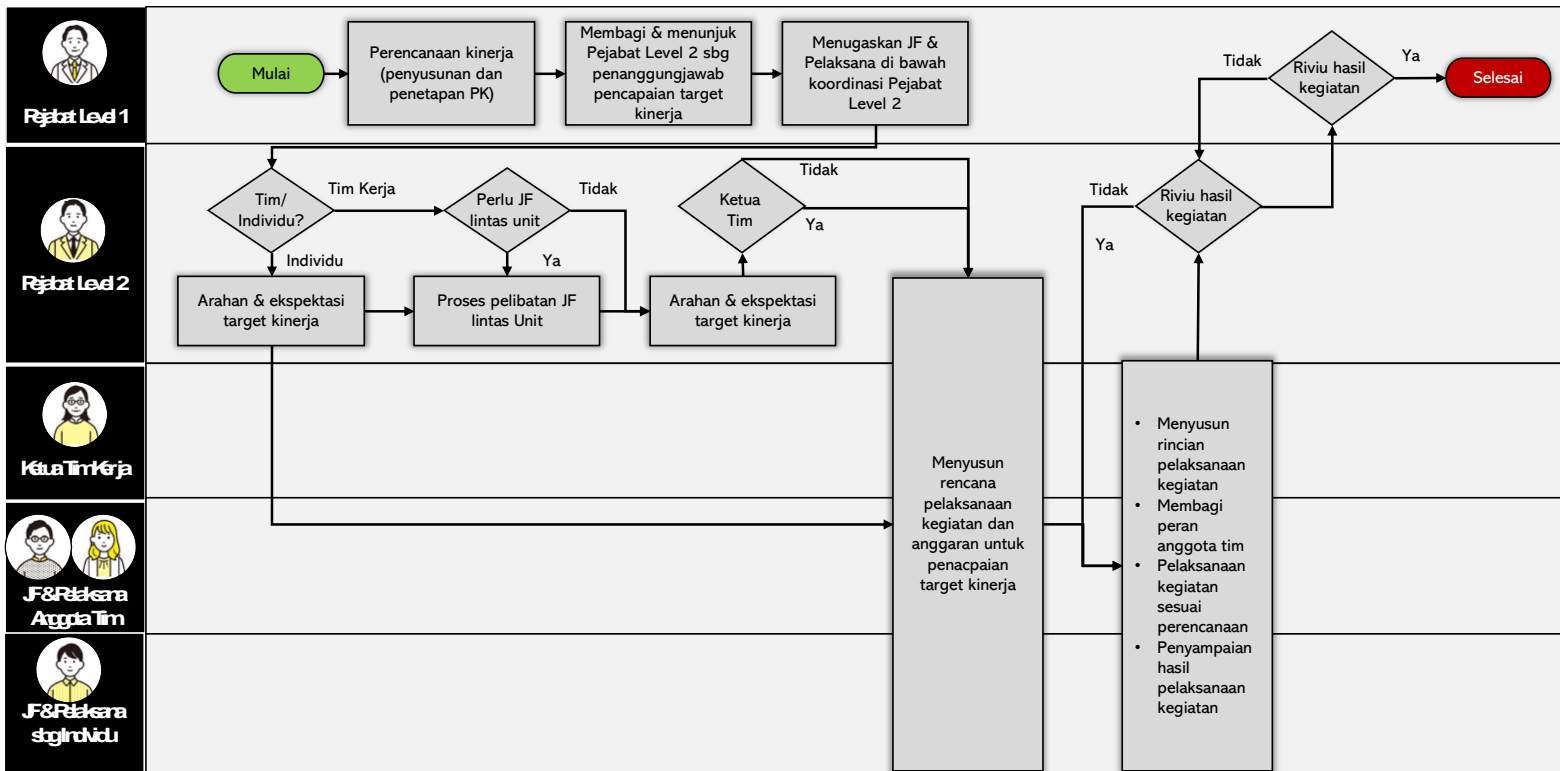 Mulai
Perencanaan kinerja
(penyusunan dan
penetapan PK)
Membagi & menunjuk
Pejabat Level 2 sbg
penanggungjawab
pencapaian target
kinerja
Menugaskan JF &
Pelaksana di bawah
koordinasi Pejabat
Level 2
Tidak
Riviu hasil
kegiatan
Ya
Selesai
Pejabat Level 1
Tim/
Individu?
Tim Kerja
Perlu JF
lintas unit
Tidak
Ketua
Tim
Tidak
Ya
Tidak
Riviu hasil
kegiatan
Ya
Individu
Ya
Pejabat Level 2
Arahan & ekspektasi
target kinerja
Proses pelibatan JF
lintas Unit
Arahan & ekspektasi
target kinerja
Ketua Tim Kerja
Menyusun
rencana
pelaksanaan
kegiatan dan
anggaran untuk
penacpaian
target kinerja
• Menyusun
rincian
pelaksanaan
kegiatan
• Membagi
peran
anggota tim
• Pelaksanaan
kegiatan
sesuai
perencanaan
• Penyampaian
hasil
pelaksanaan
kegiatan
JF & Pelaksana
Anggota Tim
JF & Pelaksana
sbg Individu